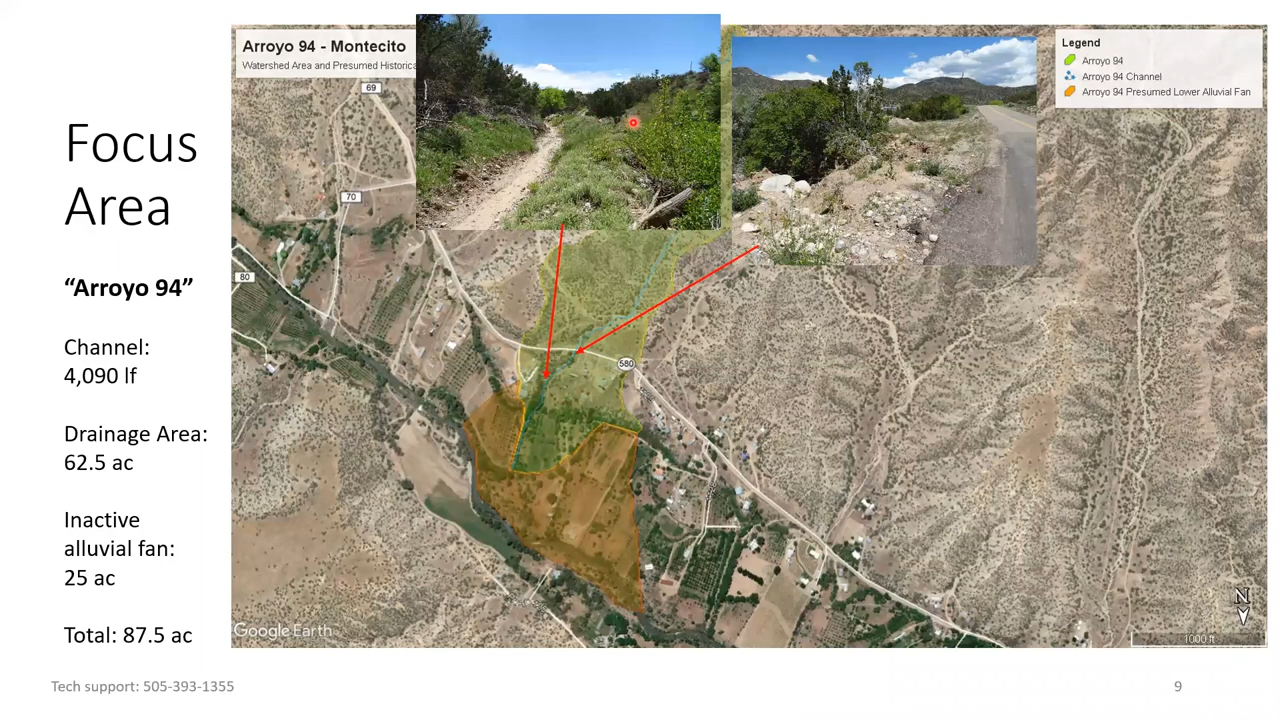 Focus
Area
“Arroyo 94”
Channel:
4,090 lf
Drainage Area:
62.5 ac
Inactive
alluvial fan:
25 ac
Total: 87.5 ac
Arroyo 94 - Montecito
Watershed Area and Presumed Historica
Legend
Arroyo 94
Arroyo 94 Channel
Arroyo 94 Presumed Lower Alluvial Fan
69
70
80
580
Google Earth
N
1000 ft
Tech support: 505-393-1355
9